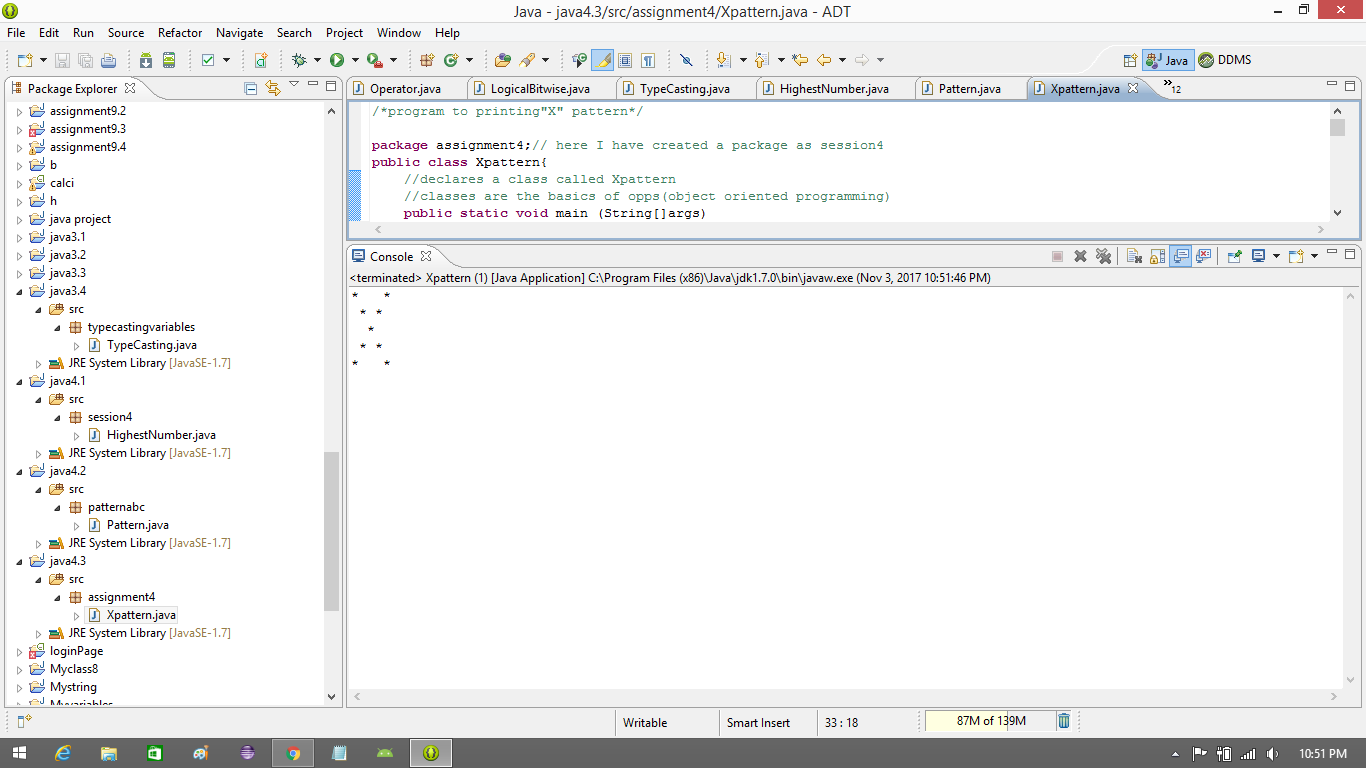 Java - java4.3/src/assignment4/Xpattern.java - ADT
File Edit Run Source Refactor Navigate Search Project Window Help
Java DDMS
Package Explorer
assignment9.2
assignment9.3
assignment9.4
b
calci
h
java project
java3.1
java3.2
java3.3
java3.4
src
typecastingvariables
TypeCasting.java
JRE System Library [JavaSE-1.7]
java4.1
src
session4
HighestNumber.java
JRE System Library [JavaSE-1.7]
java4.2
src
patternabc
Pattern.java
JRE System Library [JavaSE-1.7]
java4.3
src
assignment4
Xpattern.java
JRE System Library [JavaSE-1.7]
loginPage
Myclass8
Mystring
Myvariables
Operator.java LogicalBitwise.java TypeCasting.java HighestNumber.java Pattern.java Xpattern.java »12
/*program to printing"X" pattern*/
package assignment4;// here I have created a package as session4
public class Xpattern{
//declares a class called Xpattern
//classes are the basics of opps(object oriented programming)
public static void main (String[]args)
Console
<terminated> Xpattern (1) [Java Application] C:\Program Files (x86)\Java\jdk1.7.0\bin\javaw.exe (Nov 3, 2017 10:51:46 PM)
*   *
 * *
  *
 * *
*   *
Writable Smart Insert 33 : 18 87M of 139M
10:51 PM